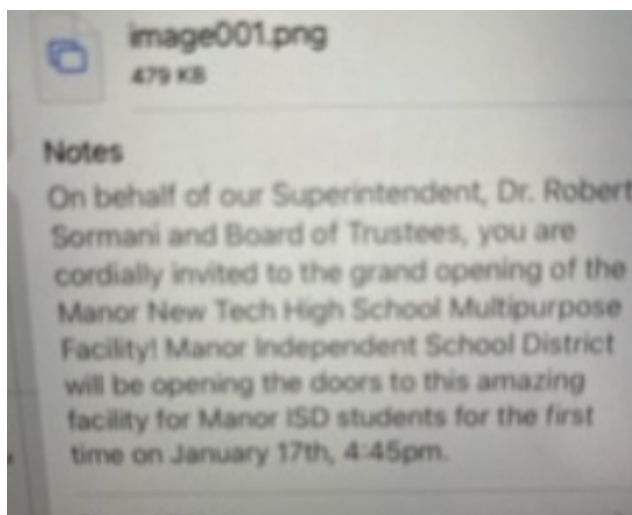 image001.png
479 KB
Notes
On behalf of our Superintendent, Dr. Robert
Sormani and Board of Trustees, you are
cordially invited to the grand opening of the
Manor New Tech High School Multipurpose
Facility! Manor Independent School District
will be opening the doors to this amazing
facility for Manor ISD students for the first
time on January 17th, 4:45pm.